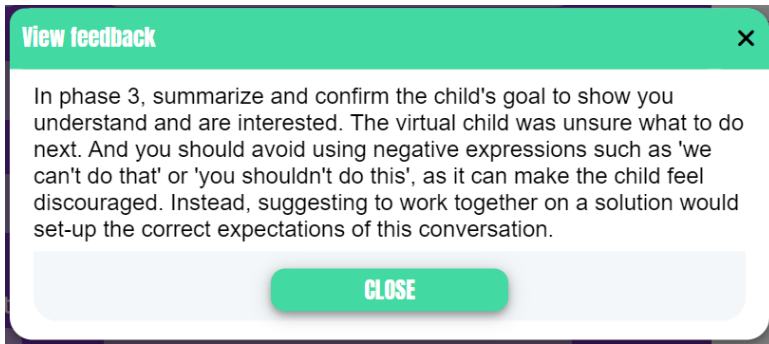 View feedback
In phase 3, summarize and confirm the child's goal to show you
understand and are interested. The virtual child was unsure what to do
next. And you should avoid using negative expressions such as 'we
can't do that' or 'you shouldn't do this', as it can make the child feel
discouraged. Instead, suggesting to work together on a solution would
set-up the correct expectations of this conversation.
CLOSE